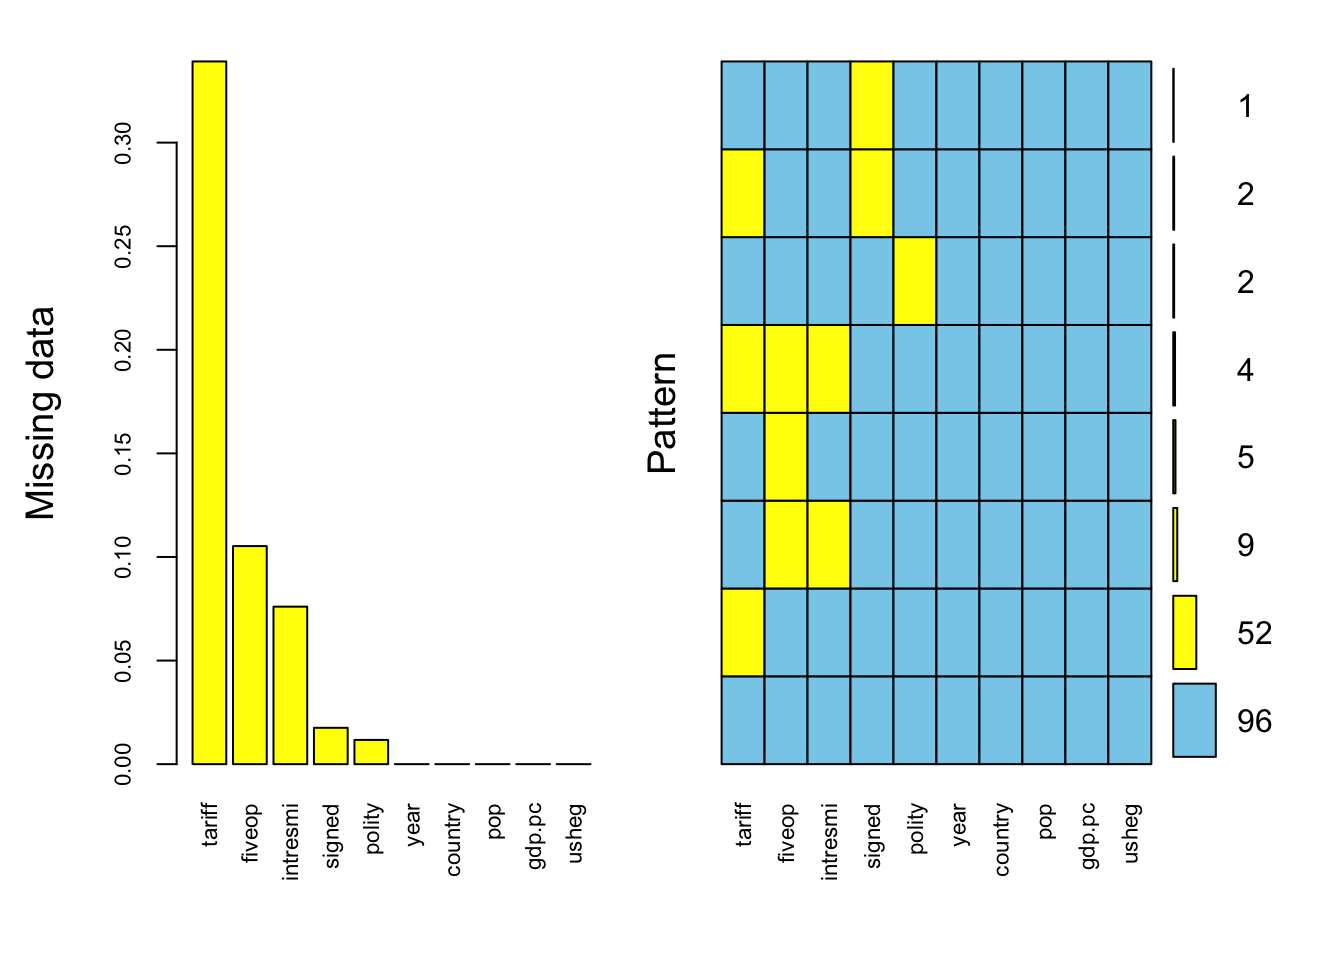 Missing data
0.00
0.05
0.10
0.15
0.20
0.25
0.30
tariff
fiveop
intresmi
signed
polity
year
country
pop
gdp.pc
usheg
Pattern
tariff
fiveop
intresmi
signed
polity
year
country
pop
gdp.pc
usheg
1
2
2
4
5
9
52
96